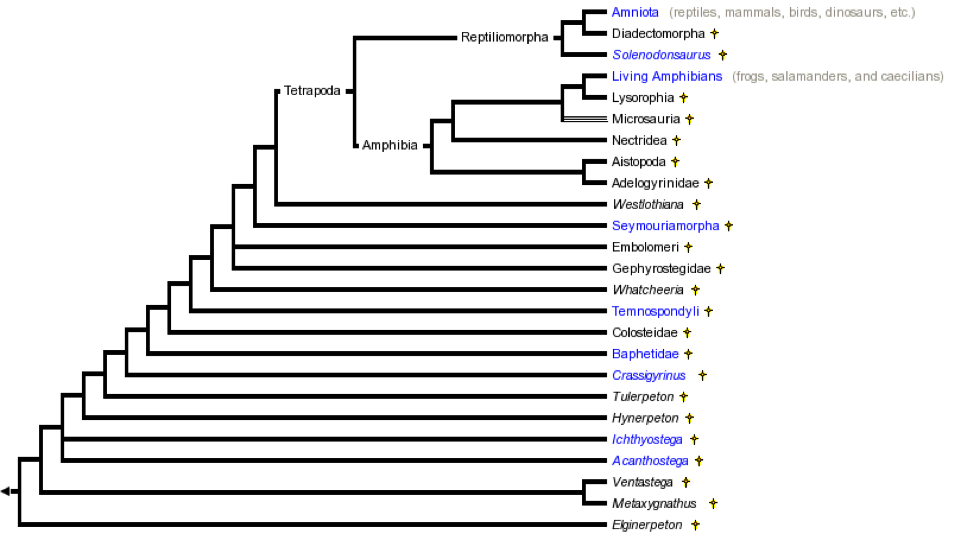 Amniota (reptiles, mammals, birds, dinosaurs, etc.)
Reptiliomorpha
Diadectomorpha
Solenodonsaurus
Living Amphibians (frogs, salamanders, and caecilians)
Tetrapoda
Lysorophia
Microsauria
Nectridea
Amphibia
Aistopoda
Adelogyrinidae
Westlothiana
Seymouriamorpha
Embolomeri
Gephyrostegidae
Whatcheeria
Temnospondyli
Colosteidae
Baphetidae
Crassigyrinus
Tulerpeton
Hynerpeton
Ichthyostega
Acanthostega
Ventastega
Metaxygnathus
Elginerpeton